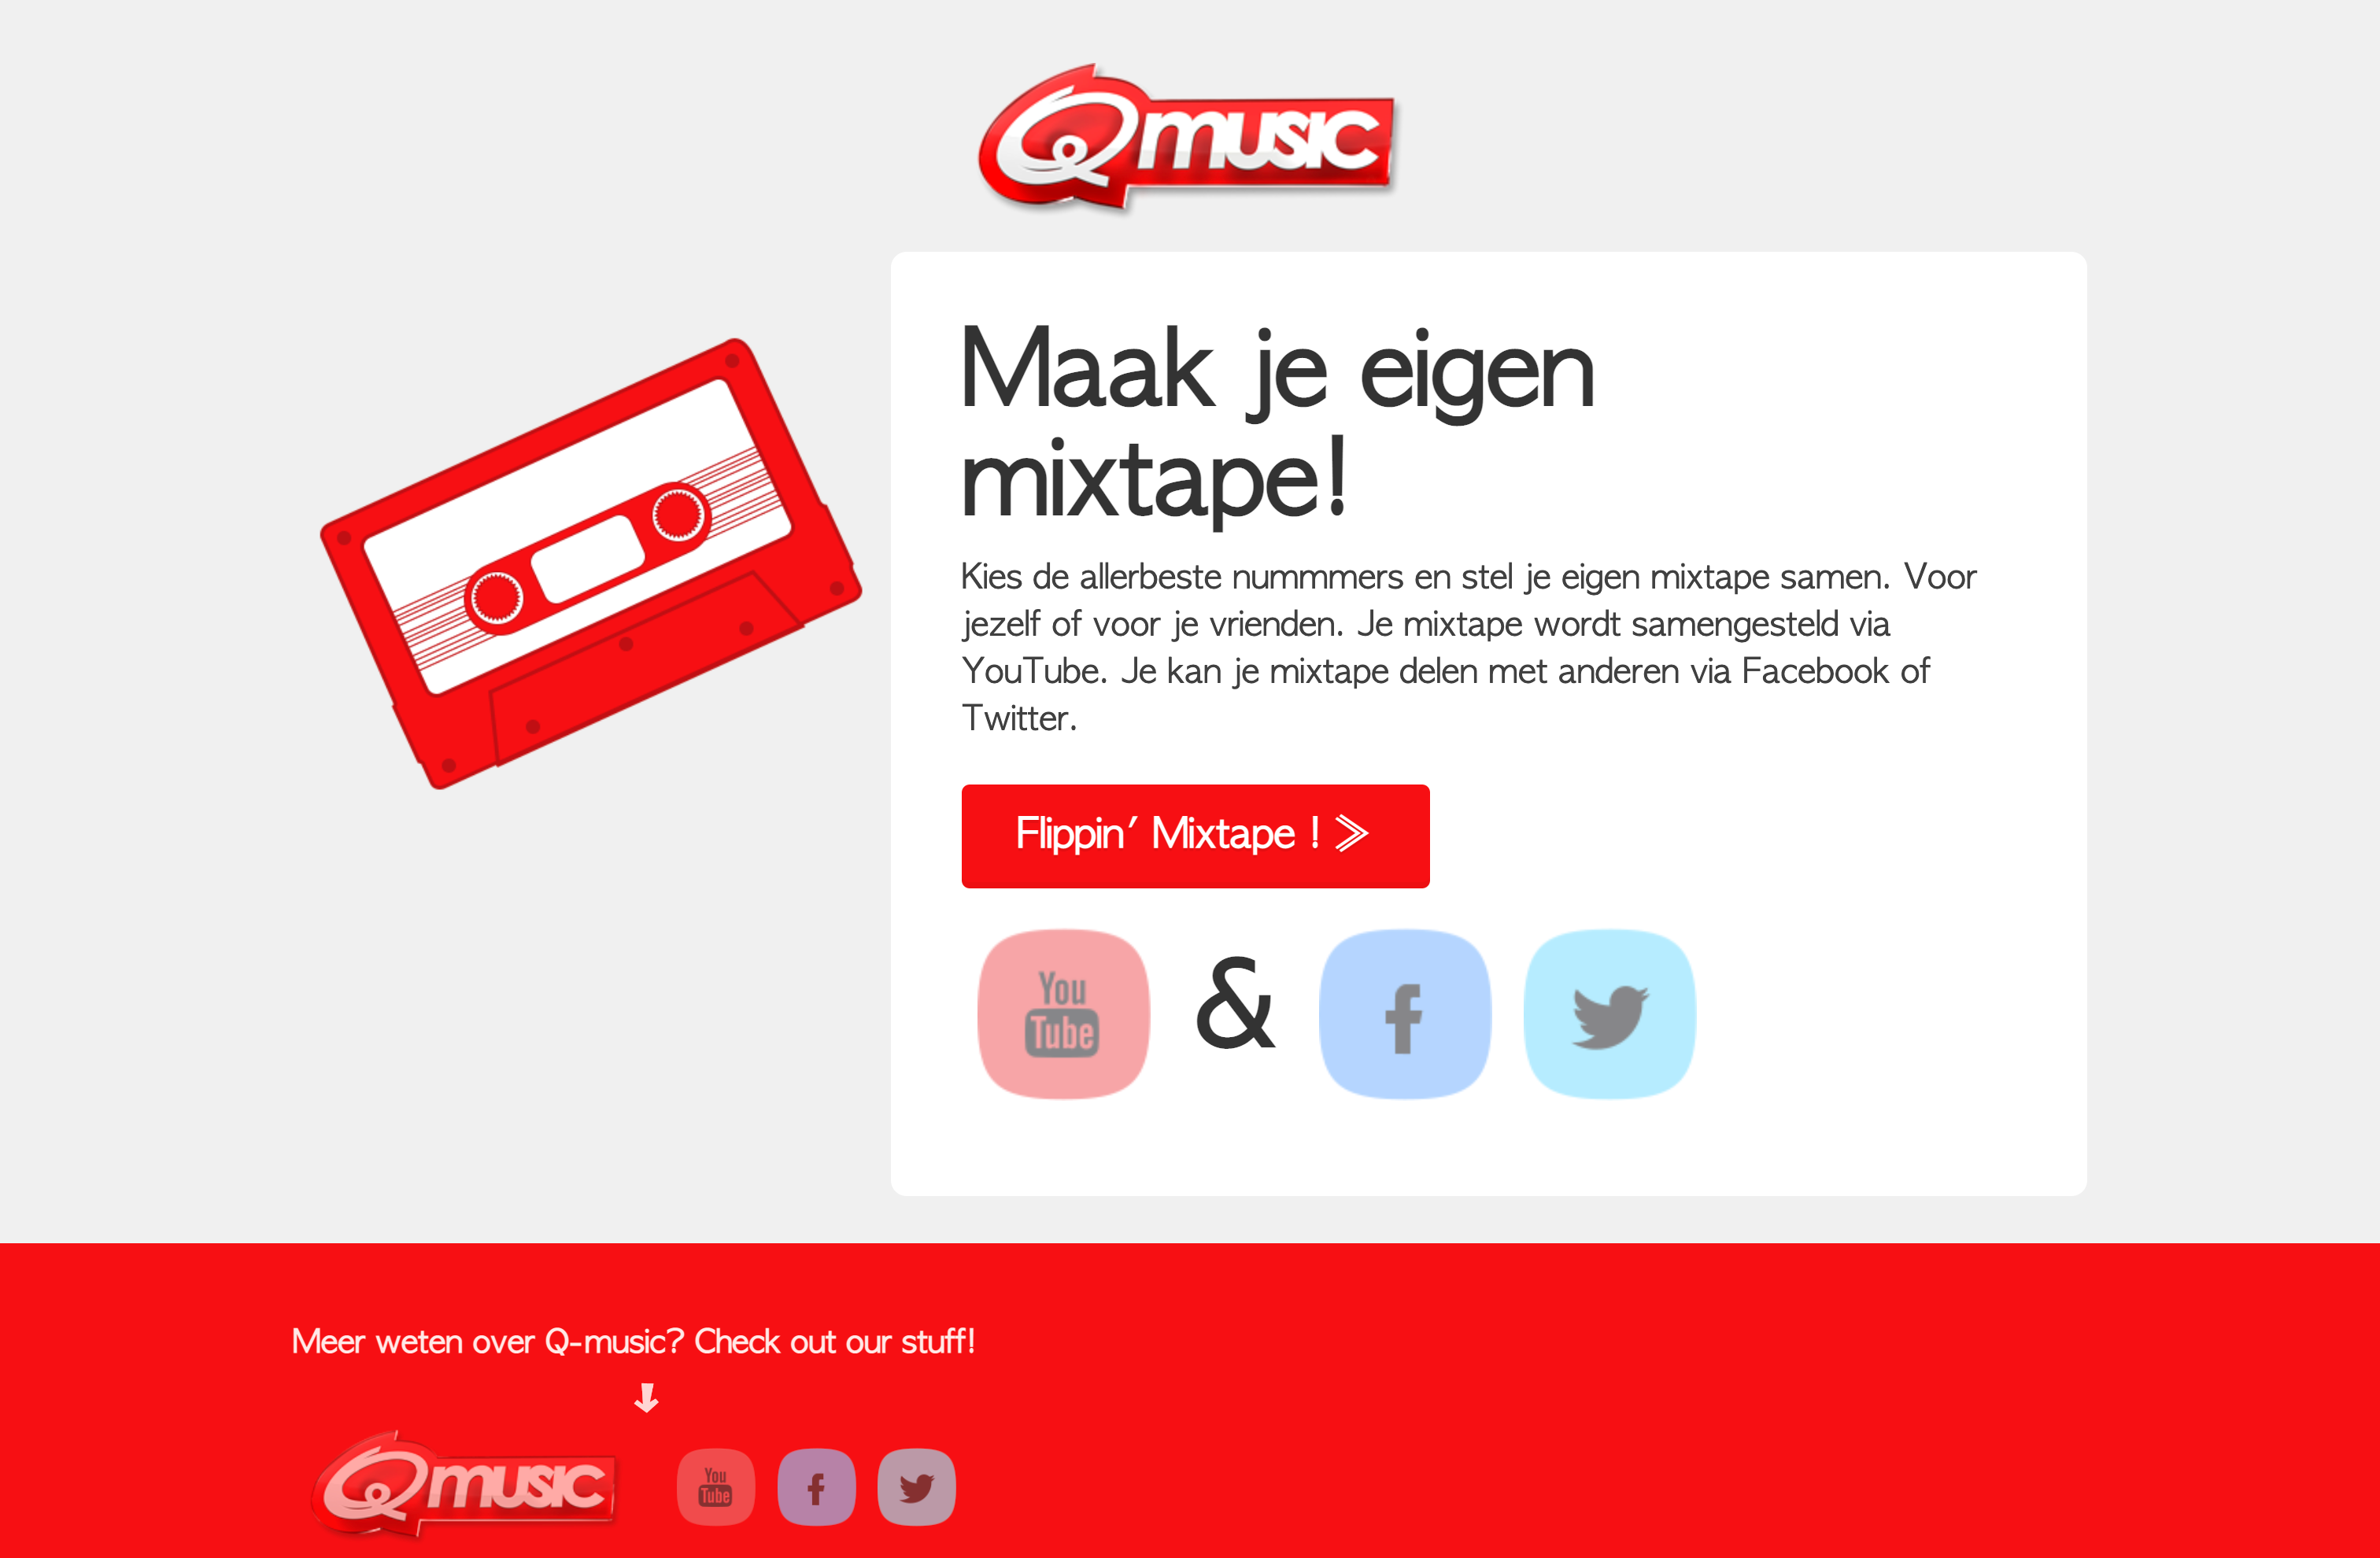 Qmusic
Maak je eigen
mixtape!
Kies de allerbeste nummmers en stel je eigen mixtape samen. Voor
jezelf of voor je vrienden. Je mixtape wordt samengesteld via
YouTube. Je kan je mixtape delen met anderen via Facebook of
Twitter.
Flippin' Mixtape ! »
You
Tube
& f
Meer weten over Q-music? Check out our stuff!
Qmusic
You
Tube
f